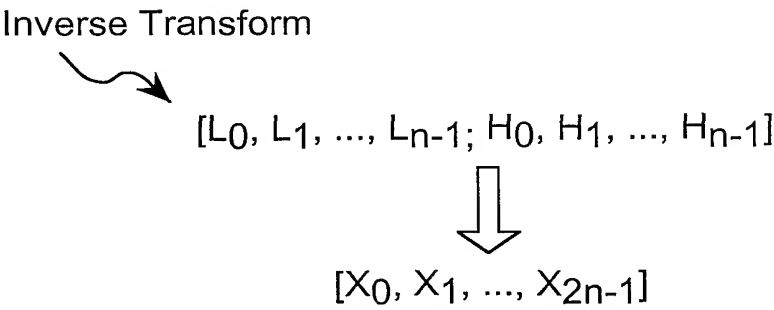 Inverse Transform
[L0, L1, ..., Ln-1; H0, H1, ..., Hn-1]
[X0, X1, ..., X2n-1]